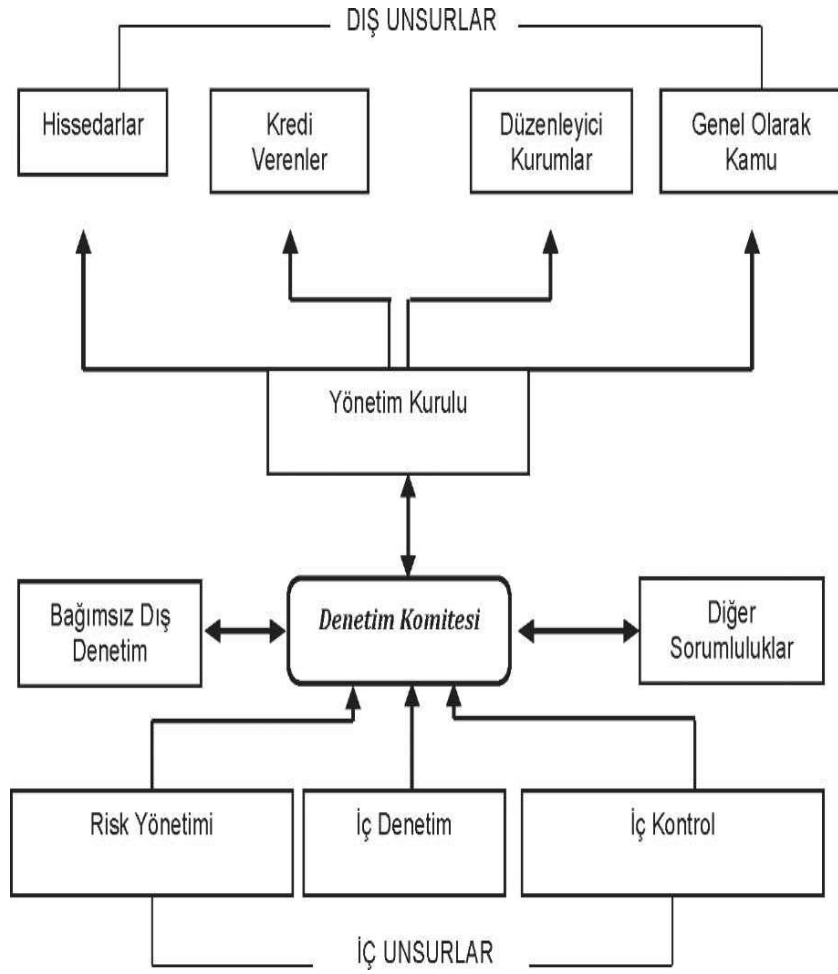 DIŞ UNSURLAR
Hissedarlar
Kredi
Verenler
Düzenleyici
Kurumlar
Genel Olarak
Kamu
Yönetim Kurulu
Bağımsız Dış
Denetim
Denetim Komitesi
Diğer
Sorumluluklar
Risk Yönetimi
İç Denetim
İç Kontrol
İÇ UNSURLAR